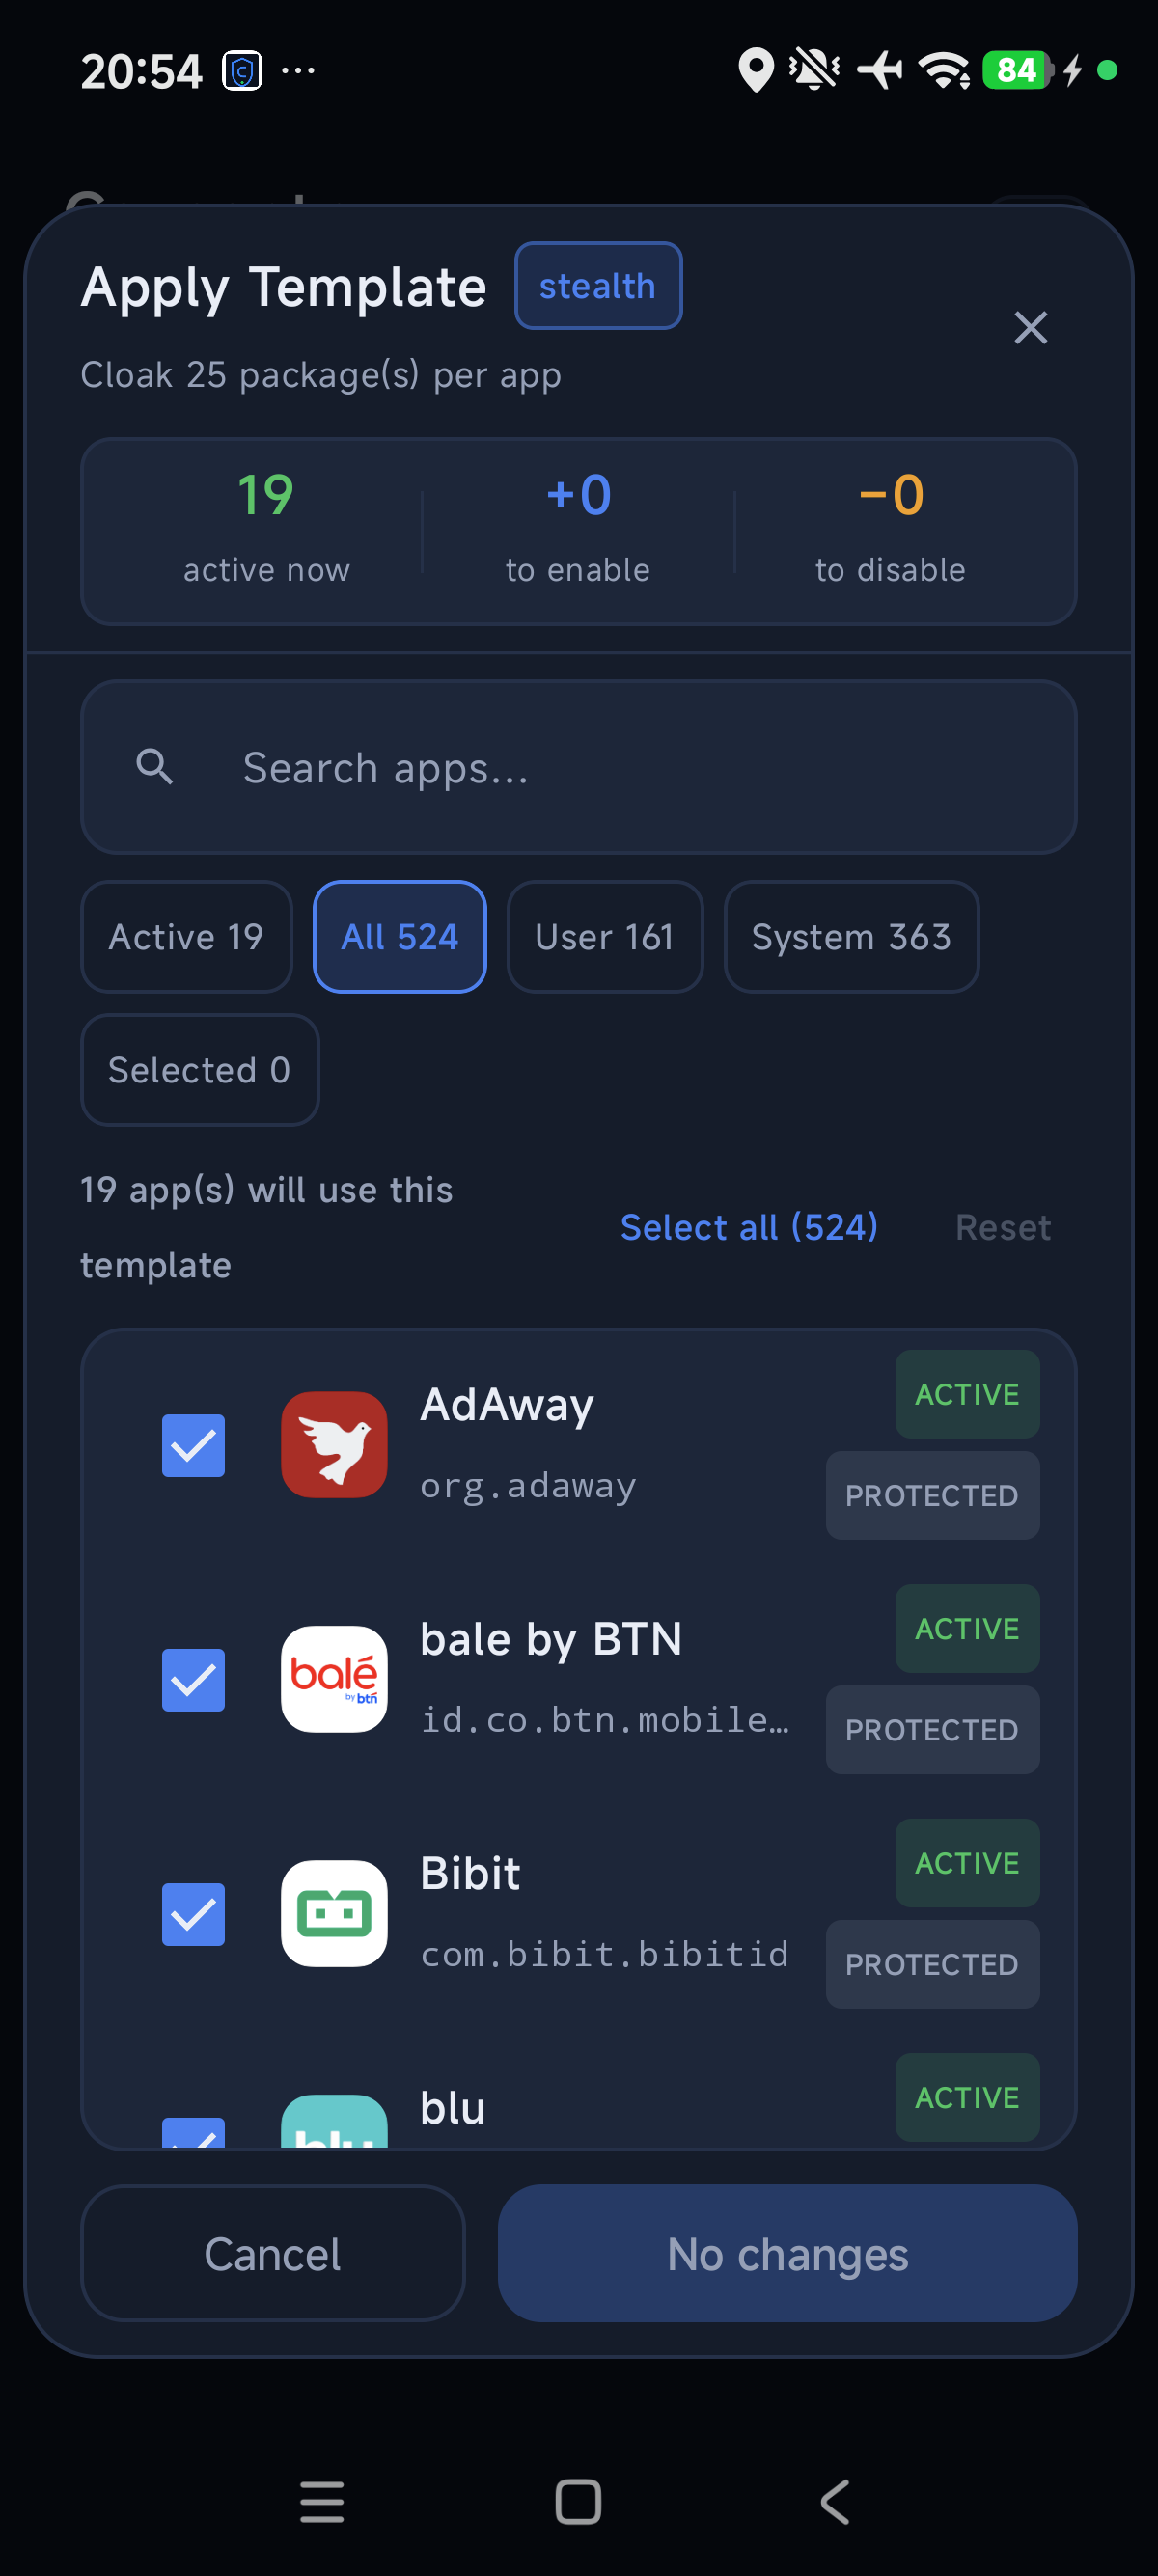 20:54
84
Apply Template
stealth
Cloak 25 package(s) per app
19
+0
−0
active now
to enable
to disable
Search apps...
Active 19
All 524
User 161
System 363
Selected 0
19 app(s) will use this
template
Select all (524)
Reset
AdAway
ACTIVE
org.adaway
PROTECTED
bale by BTN
ACTIVE
balé
by btn
id.co.btn.mobile…
PROTECTED
Bibit
ACTIVE
com.bibit.bibitid
PROTECTED
blu
ACTIVE
blu
Cancel
No changes